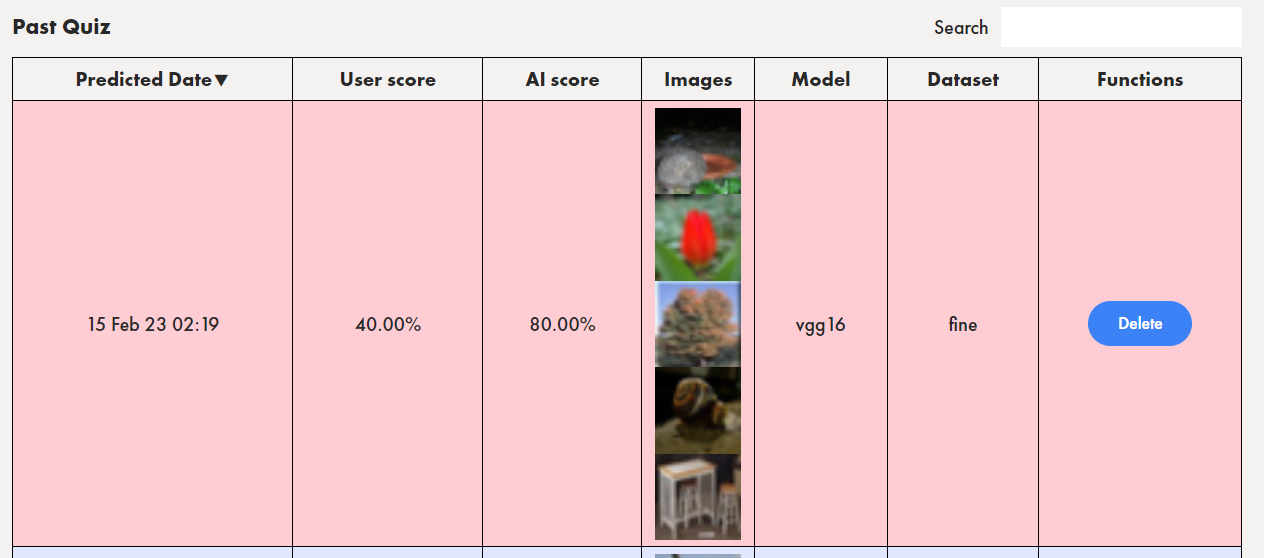 Past Quiz
Search
Predicted Date▼ User score AI score Images Model Dataset Functions
15 Feb 23 02:19 40.00% 80.00% vgg16 fine Delete